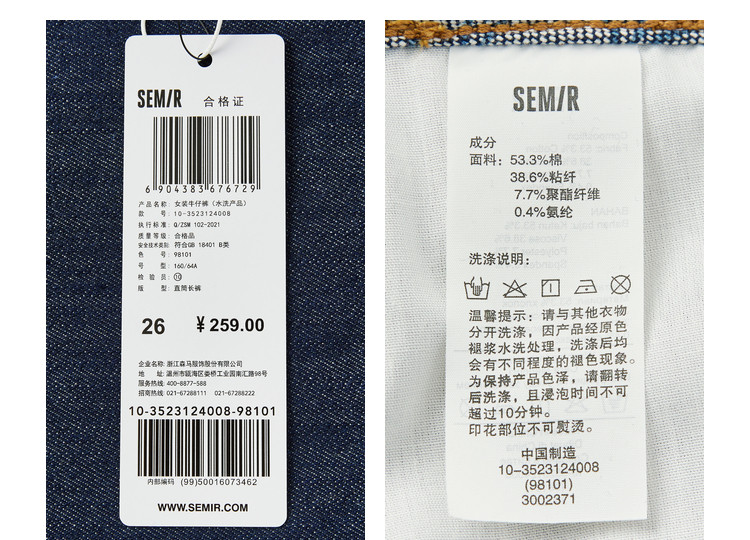 SEMIR
合格证
6 904383 676729
产品名称: 女装牛仔裤（水洗产品）
款 号: 10-3523124008
执行标准: Q/ZSM 102-2021
质量等级: 合格品
安全技术类别: 符合GB 18401 B类
色 号: 98101
号 型: 160/64A
检 验 员: 10
版 型: 直筒长裤
26 ¥ 259.00
企业名称: 浙江森马服饰股份有限公司
地 址: 温州市瓯海区娄桥工业园南汇路98号
服务热线: 400-8877-588
招商热线: 021-67288111 021-67288222
10-3523124008-98101
内部编码 (99)50016073462
WWW.SEMIR.COM
SEMIR
成分
面料: 53.3%棉
38.6%粘纤
7.7%聚酯纤维
0.4%氨纶
洗涤说明:
温馨提示: 请与其他衣物
分开洗涤, 因产品经原色
褪浆水洗处理, 洗涤后均
会有不同程度的褪色现象。
为保持产品色泽, 请翻转
后洗涤, 且浸泡时间不可
超过10分钟。
印花部位不可熨烫。
中国制造
10-3523124008
(98101)
3002371